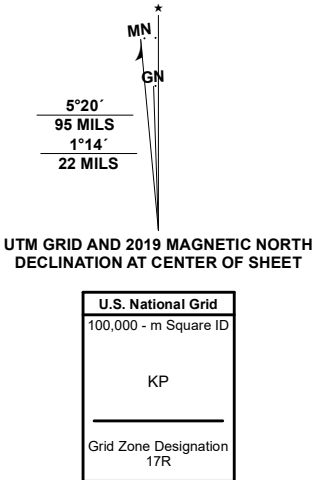 MN
GN
5°20´
95 MILS
1°14´
22 MILS
UTM GRID AND 2019 MAGNETIC NORTH
DECLINATION AT CENTER OF SHEET
U.S. National Grid
100,000 - m Square ID
KP
Grid Zone Designation
17R